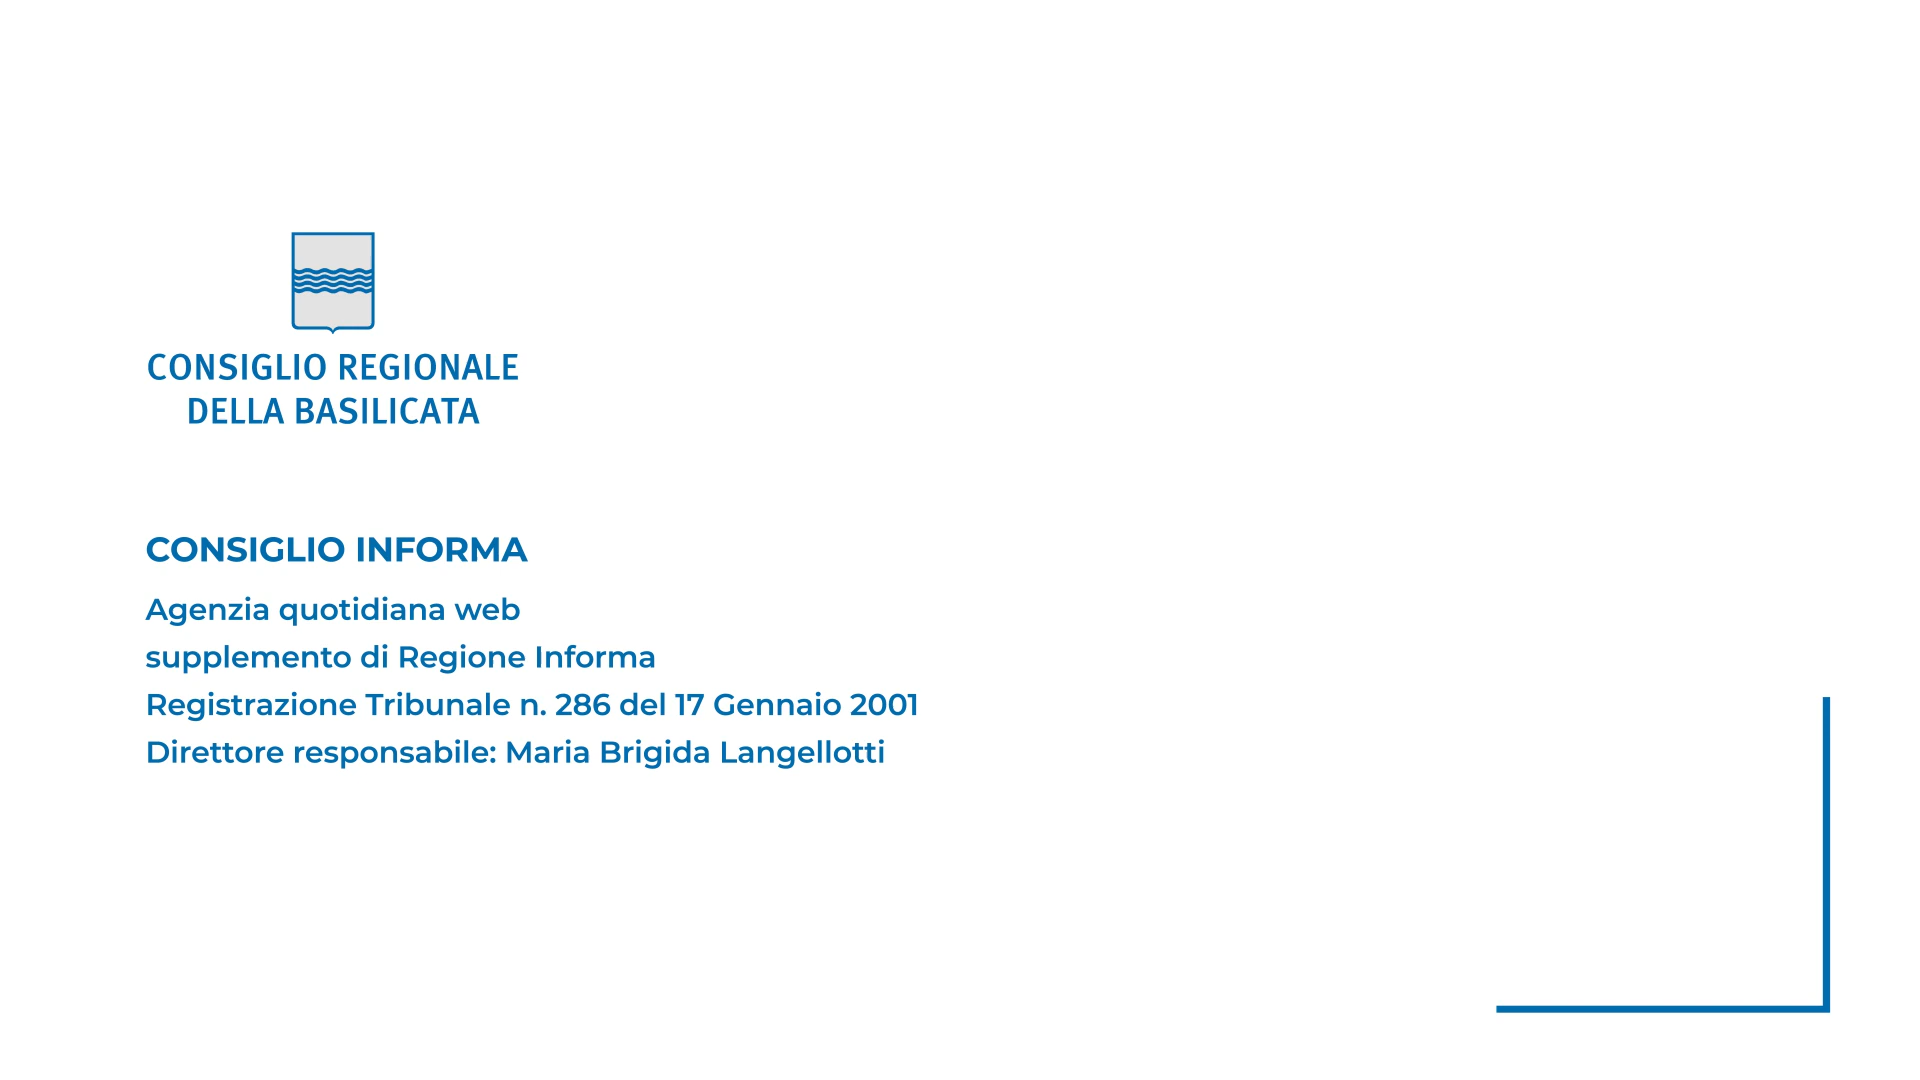 CONSIGLIO REGIONALE
DELLA BASILICATA
CONSIGLIO INFORMA
Agenzia quotidiana web
supplemento di Regione Informa
Registrazione Tribunale n. 286 del 17 Gennaio 2001
Direttore responsabile: Maria Brigida Langellotti